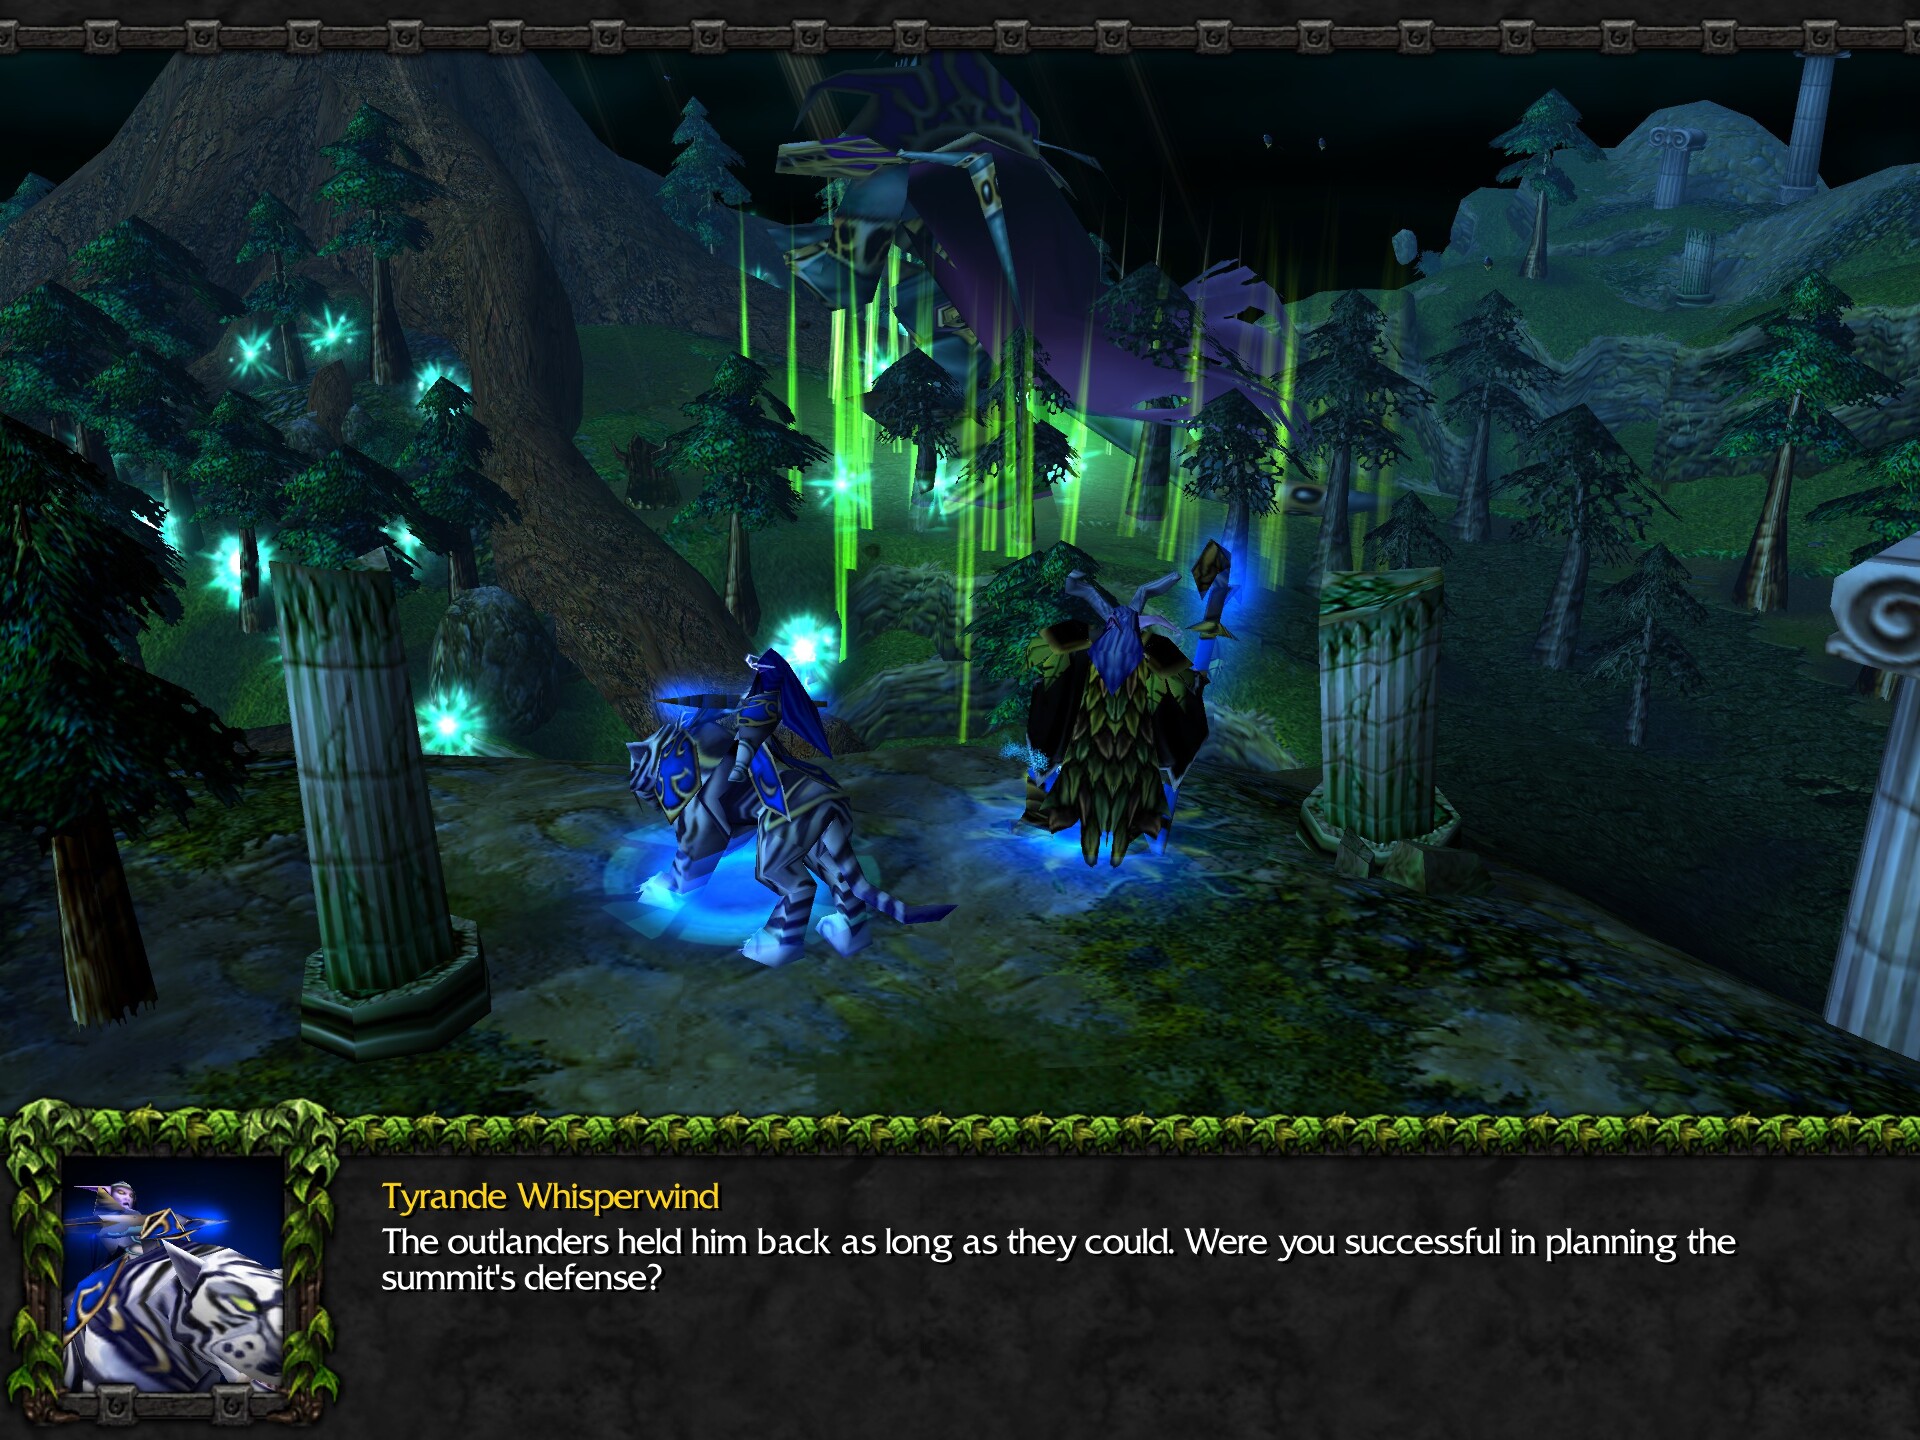 Tyrande Whisperwind
The outlanders held him back as long as they could. Were you successful in planning the
summit's defense?